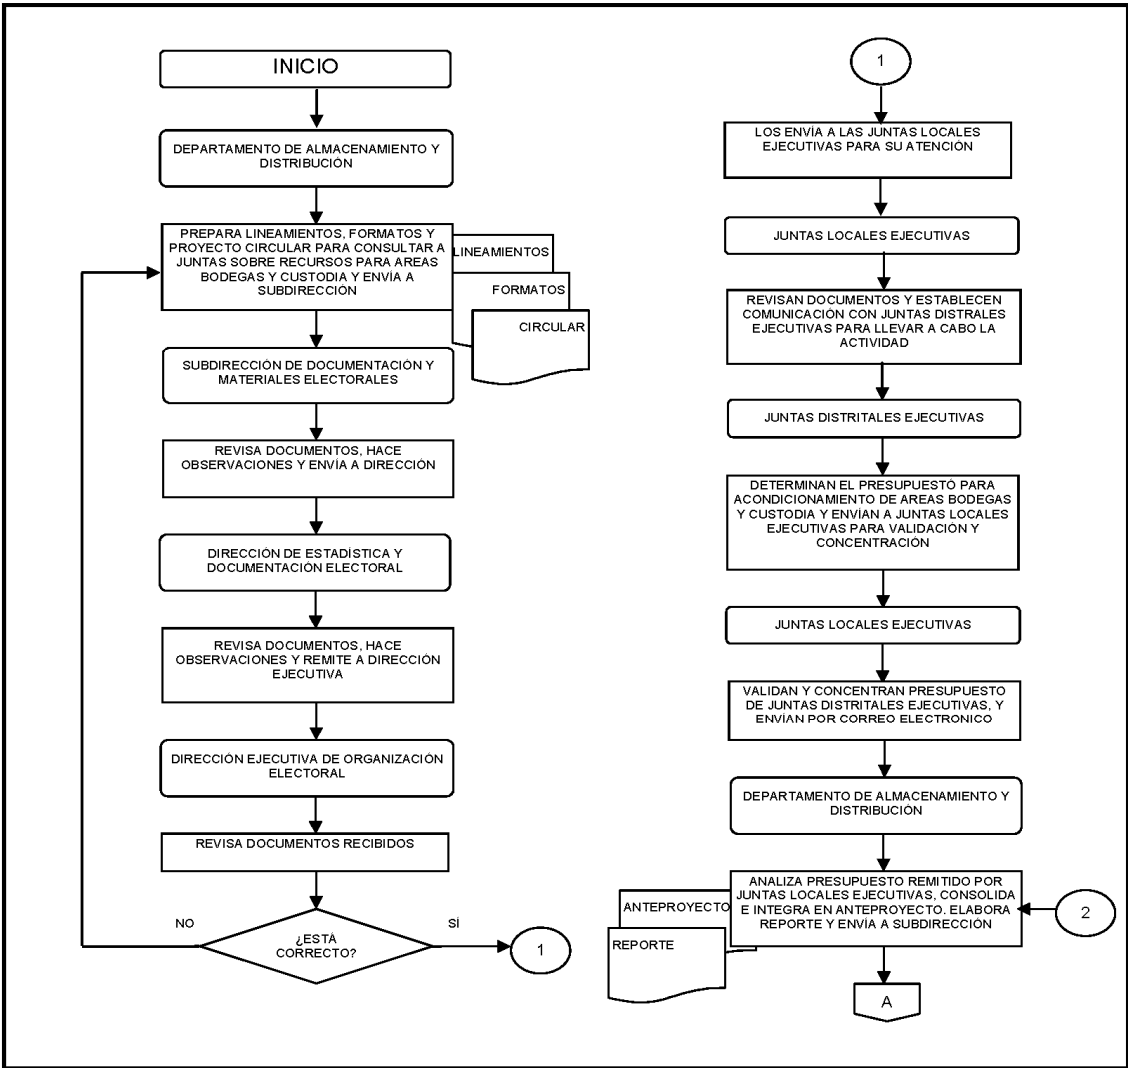 INICIO
DEPARTAMENTO DE ALMACENAMIENTO Y
DISTRIBUCIÓN
PREPARA LINEAMIENTOS, FORMATOS Y
PROYECTO CIRCULAR PARA CONSULTAR A
JUNTAS SOBRE RECURSOS PARA AREAS
BODEGAS Y CUSTODIA Y ENVÍA A
SUBDIRECCIÓN
LINEAMIENTOS
FORMATOS
CIRCULAR
SUBDIRECCIÓN DE DOCUMENTACIÓN Y
MATERIALES ELECTORALES
REVISA DOCUMENTOS, HACE
OBSERVACIONES Y ENVÍA A DIRECCIÓN
DIRECCIÓN DE ESTADÍSTICA Y
DOCUMENTACIÓN ELECTORAL
REVISA DOCUMENTOS, HACE
OBSERVACIONES Y REMITE A DIRECCIÓN
EJECUTIVA
DIRECCIÓN EJECUTIVA DE ORGANIZACIÓN
ELECTORAL
REVISA DOCUMENTOS RECIBIDOS
¿ESTÁ
CORRECTO?
NO
SÍ
1
1
LOS ENVÍA A LAS JUNTAS LOCALES
EJECUTIVAS PARA SU ATENCIÓN
JUNTAS LOCALES EJECUTIVAS
REVISAN DOCUMENTOS Y ESTABLECEN
COMUNICACIÓN CON JUNTAS DISTRALES
EJECUTIVAS PARA LLEVAR A CABO LA
ACTIVIDAD
JUNTAS DISTRITALES EJECUTIVAS
DETERMINAN EL PRESUPUESTÓ PARA
ACONDICIONAMIENTO DE AREAS BODEGAS
Y CUSTODIA Y ENVÍAN A JUNTAS LOCALES
EJECUTIVAS PARA VALIDACIÓN Y
CONCENTRACIÓN
JUNTAS LOCALES EJECUTIVAS
VALIDAN Y CONCENTRAN PRESUPUESTO
DE JUNTAS DISTRITALES EJECUTIVAS, Y
ENVÍAN POR CORREO ELECTRONICO
DEPARTAMENTO DE ALMACENAMIENTO Y
DISTRIBUCIÓN
ANALIZA PRESUPUESTO REMITIDO POR
JUNTAS LOCALES EJECUTIVAS, CONSOLIDA
E INTEGRA EN ANTEPROYECTO. ELABORA
REPORTE Y ENVÍA A SUBDIRECCIÓN
ANTEPROYECTO
REPORTE
2
A